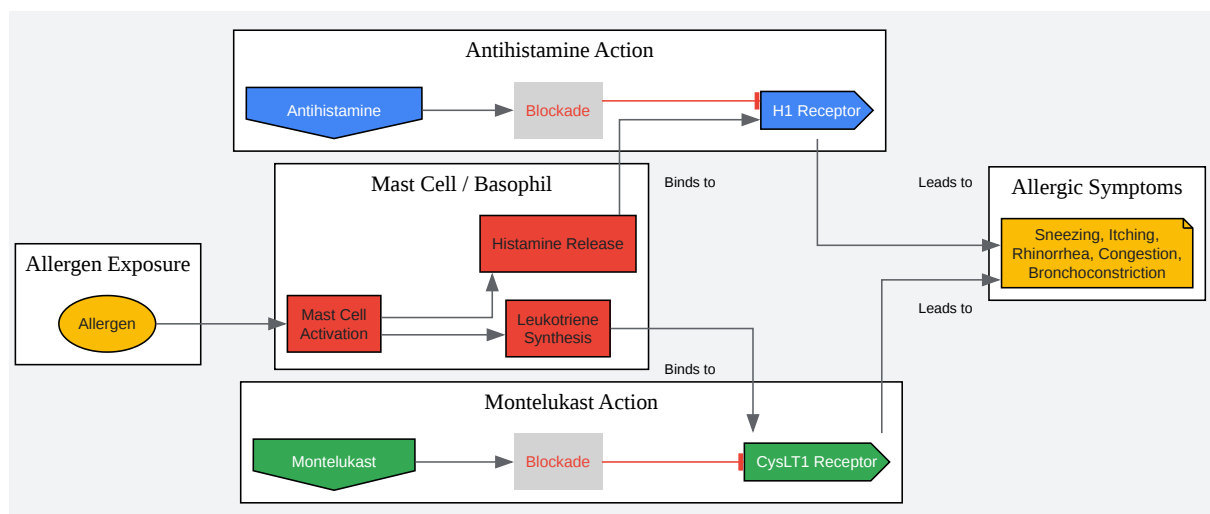 Antihistamine Action
Antihistamine
Blockade
H1 Receptor
Mast Cell / Basophil
Binds to
Leads to
Allergic Symptoms
Histamine Release
Sneezing, Itching,
Rhinorrhea, Congestion,
Bronchoconstriction
Allergen Exposure
Allergen
Mast Cell
Activation
Leukotriene
Synthesis
Leads to
Binds to
Montelukast Action
Montelukast
Blockade
CysLT1 Receptor